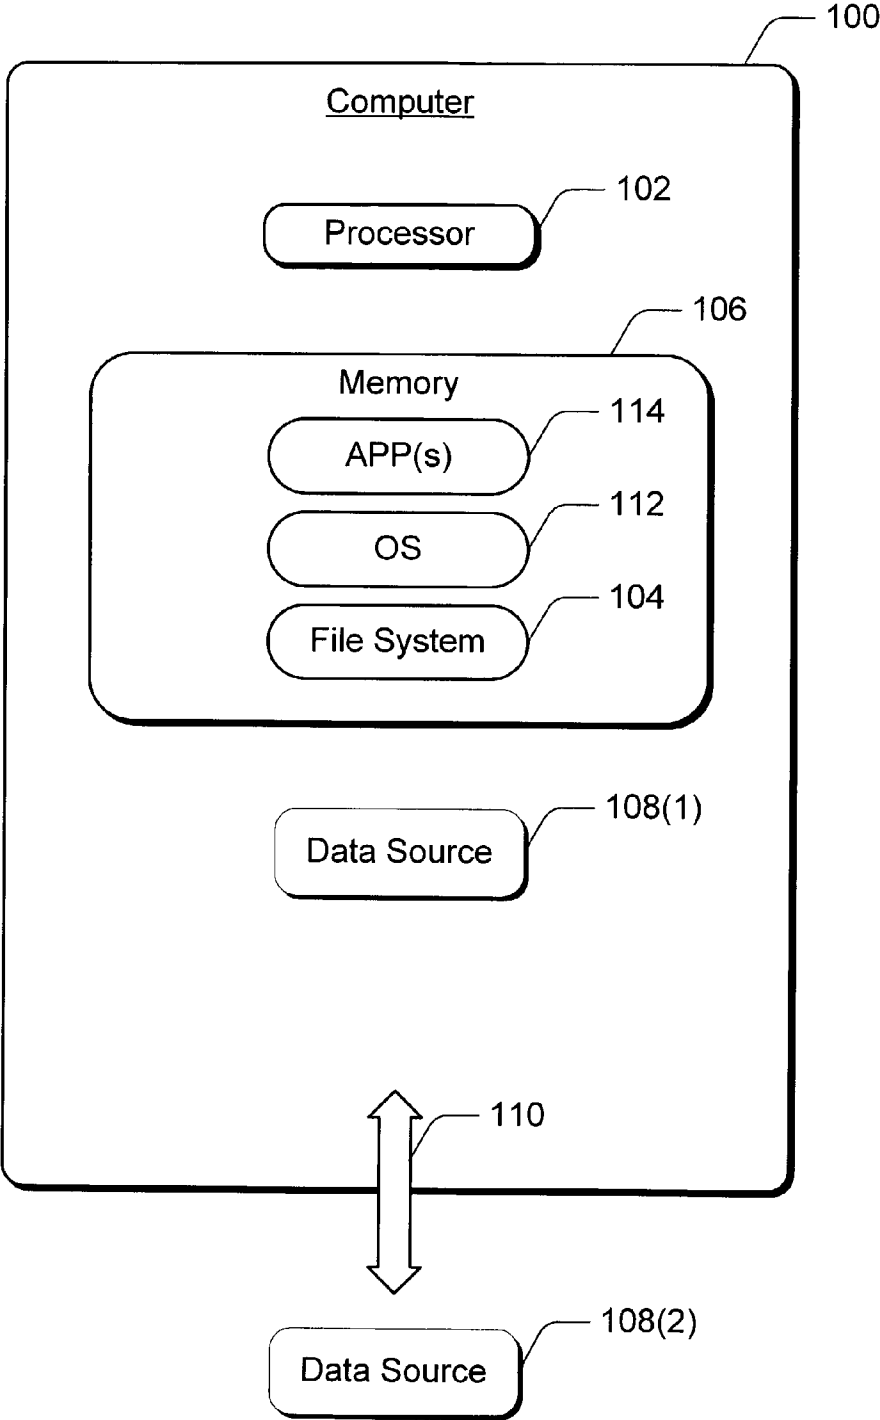 100
Computer
102
Processor
106
Memory
114
APP(s)
112
OS
104
File System
108(1)
Data Source
110
108(2)
Data Source